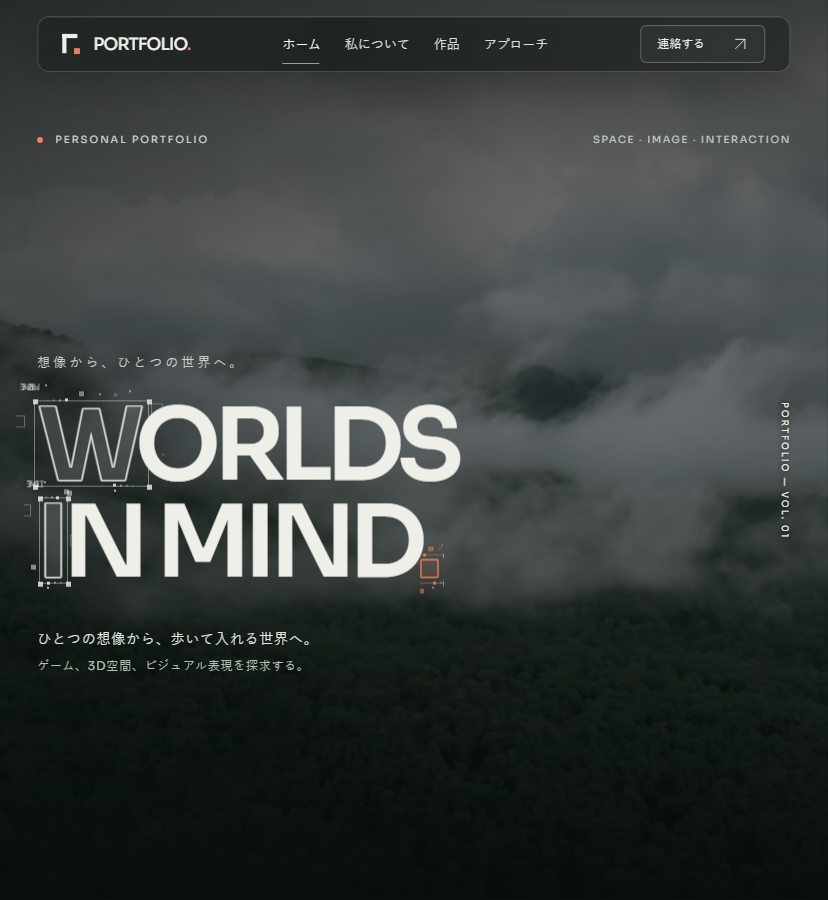 PORTFOLIO.
ホーム 私について 作品 アプローチ
連絡する
PERSONAL PORTFOLIO
SPACE · IMAGE · INTERACTION
想像から、ひとつの世界へ。
WORLDS
IN MIND.
PORTFOLIO — VOL. 01
ひとつの想像から、歩いて入れる世界へ。
ゲーム、3D空間、ビジュアル表現を探求する。